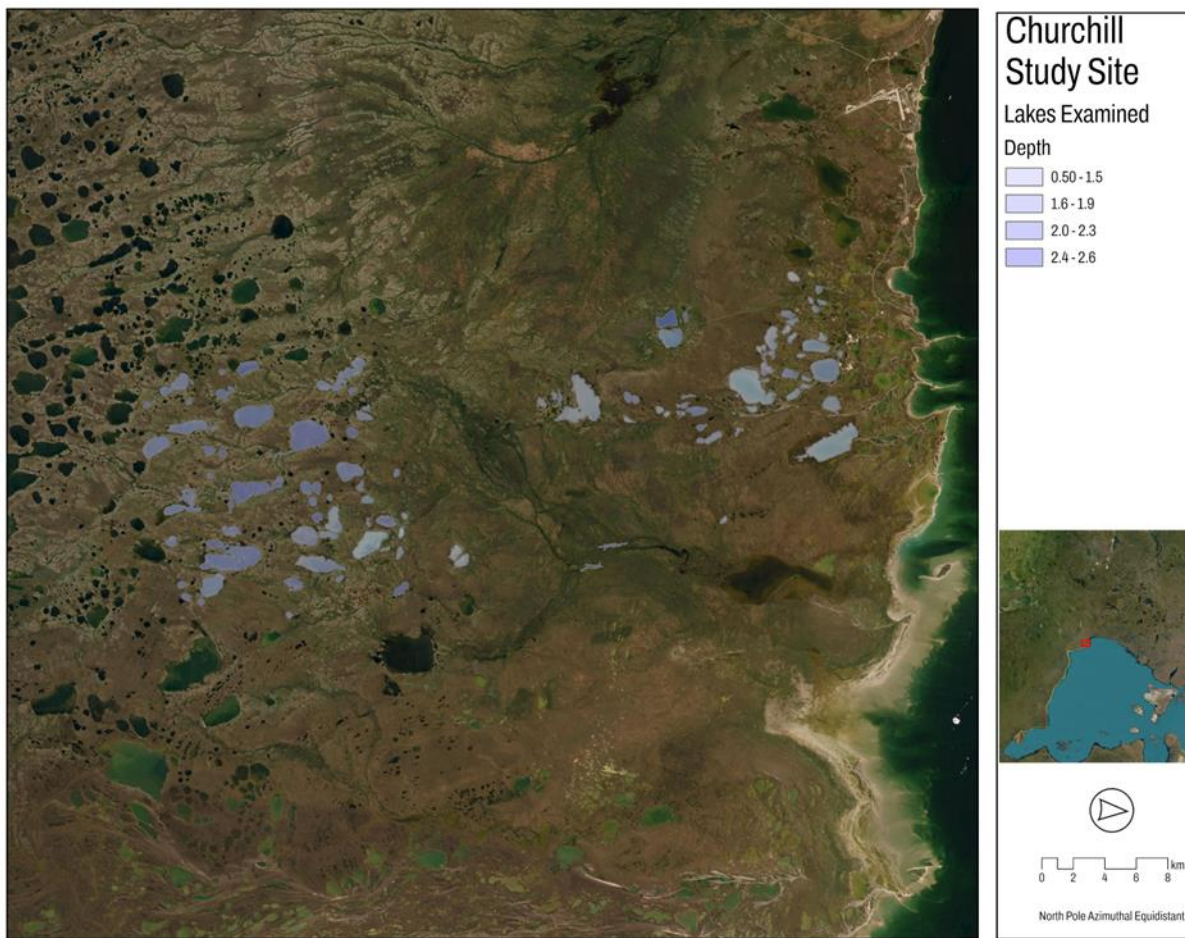 Churchill
Study Site
Lakes Examined
Depth
0.50 - 1.5
1.6 - 1.9
2.0 - 2.3
2.4 - 2.6
km
0 2 4 6 8
North Pole Azimuthal Equidistant